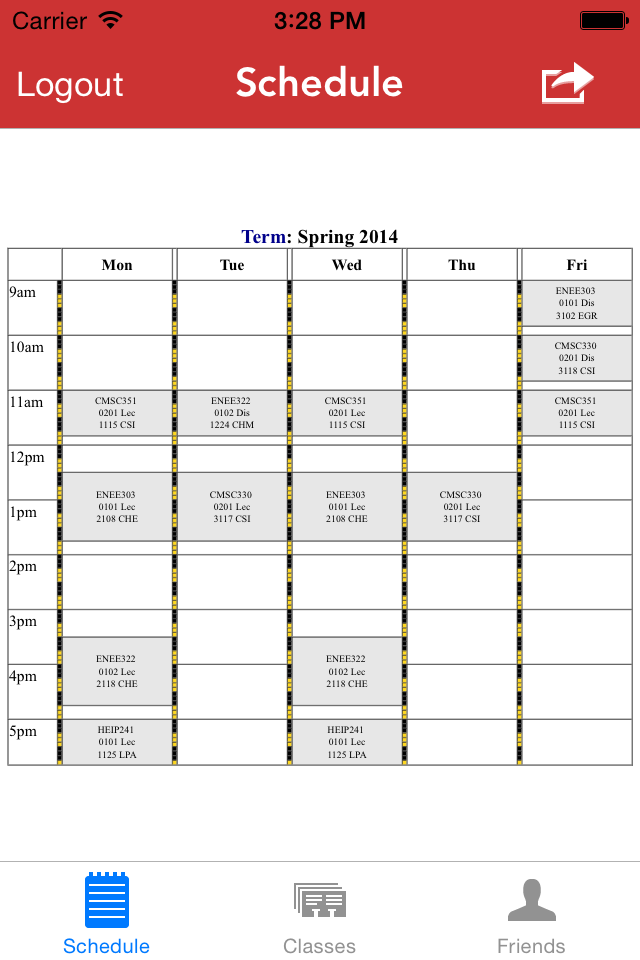 Carrier 3:28 PM
Logout Schedule
Term: Spring 2014
Mon Tue Wed Thu Fri
9am
ENEE303
0101 Dis
3102 EGR
10am
CMSC330
0201 Dis
3118 CSI
11am
CMSC351
0201 Lec
1115 CSI
ENEE322
0102 Dis
1224 CHM
CMSC351
0201 Lec
1115 CSI
CMSC351
0201 Lec
1115 CSI
12pm
ENEE303
0101 Lec
2108 CHE
CMSC330
0201 Lec
3117 CSI
ENEE303
0101 Lec
2108 CHE
CMSC330
0201 Lec
3117 CSI
1pm
2pm
3pm
ENEE322
0102 Lec
2118 CHE
ENEE322
0102 Lec
2118 CHE
4pm
5pm
HEIP241
0101 Lec
1125 LPA
HEIP241
0101 Lec
1125 LPA
Schedule Classes Friends